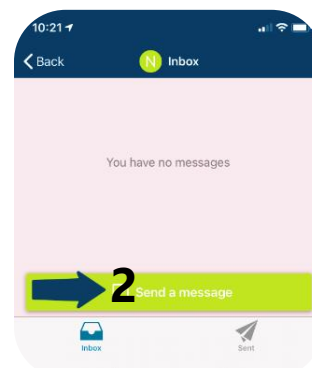 10:21
Back
N Inbox
You have no messages
2 Send a message
Inbox
Sent